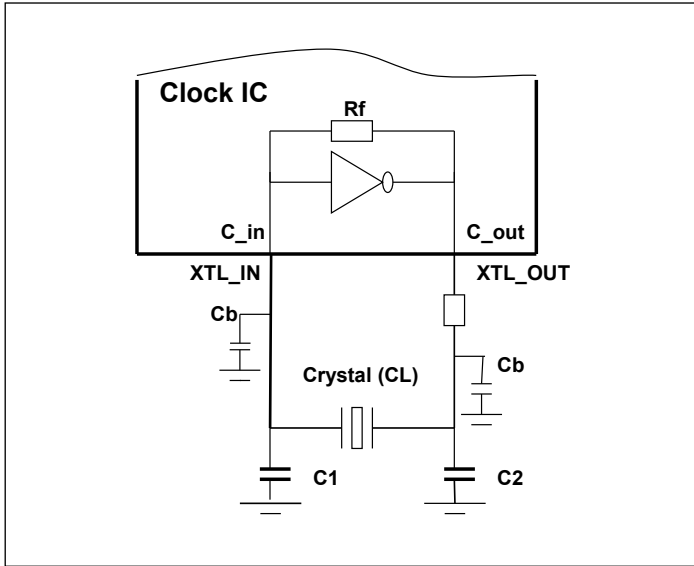 Clock IC
Rf
C_in
C_out
XTL_IN
XTL_OUT
Cb
Crystal (CL)
Cb
C1
C2